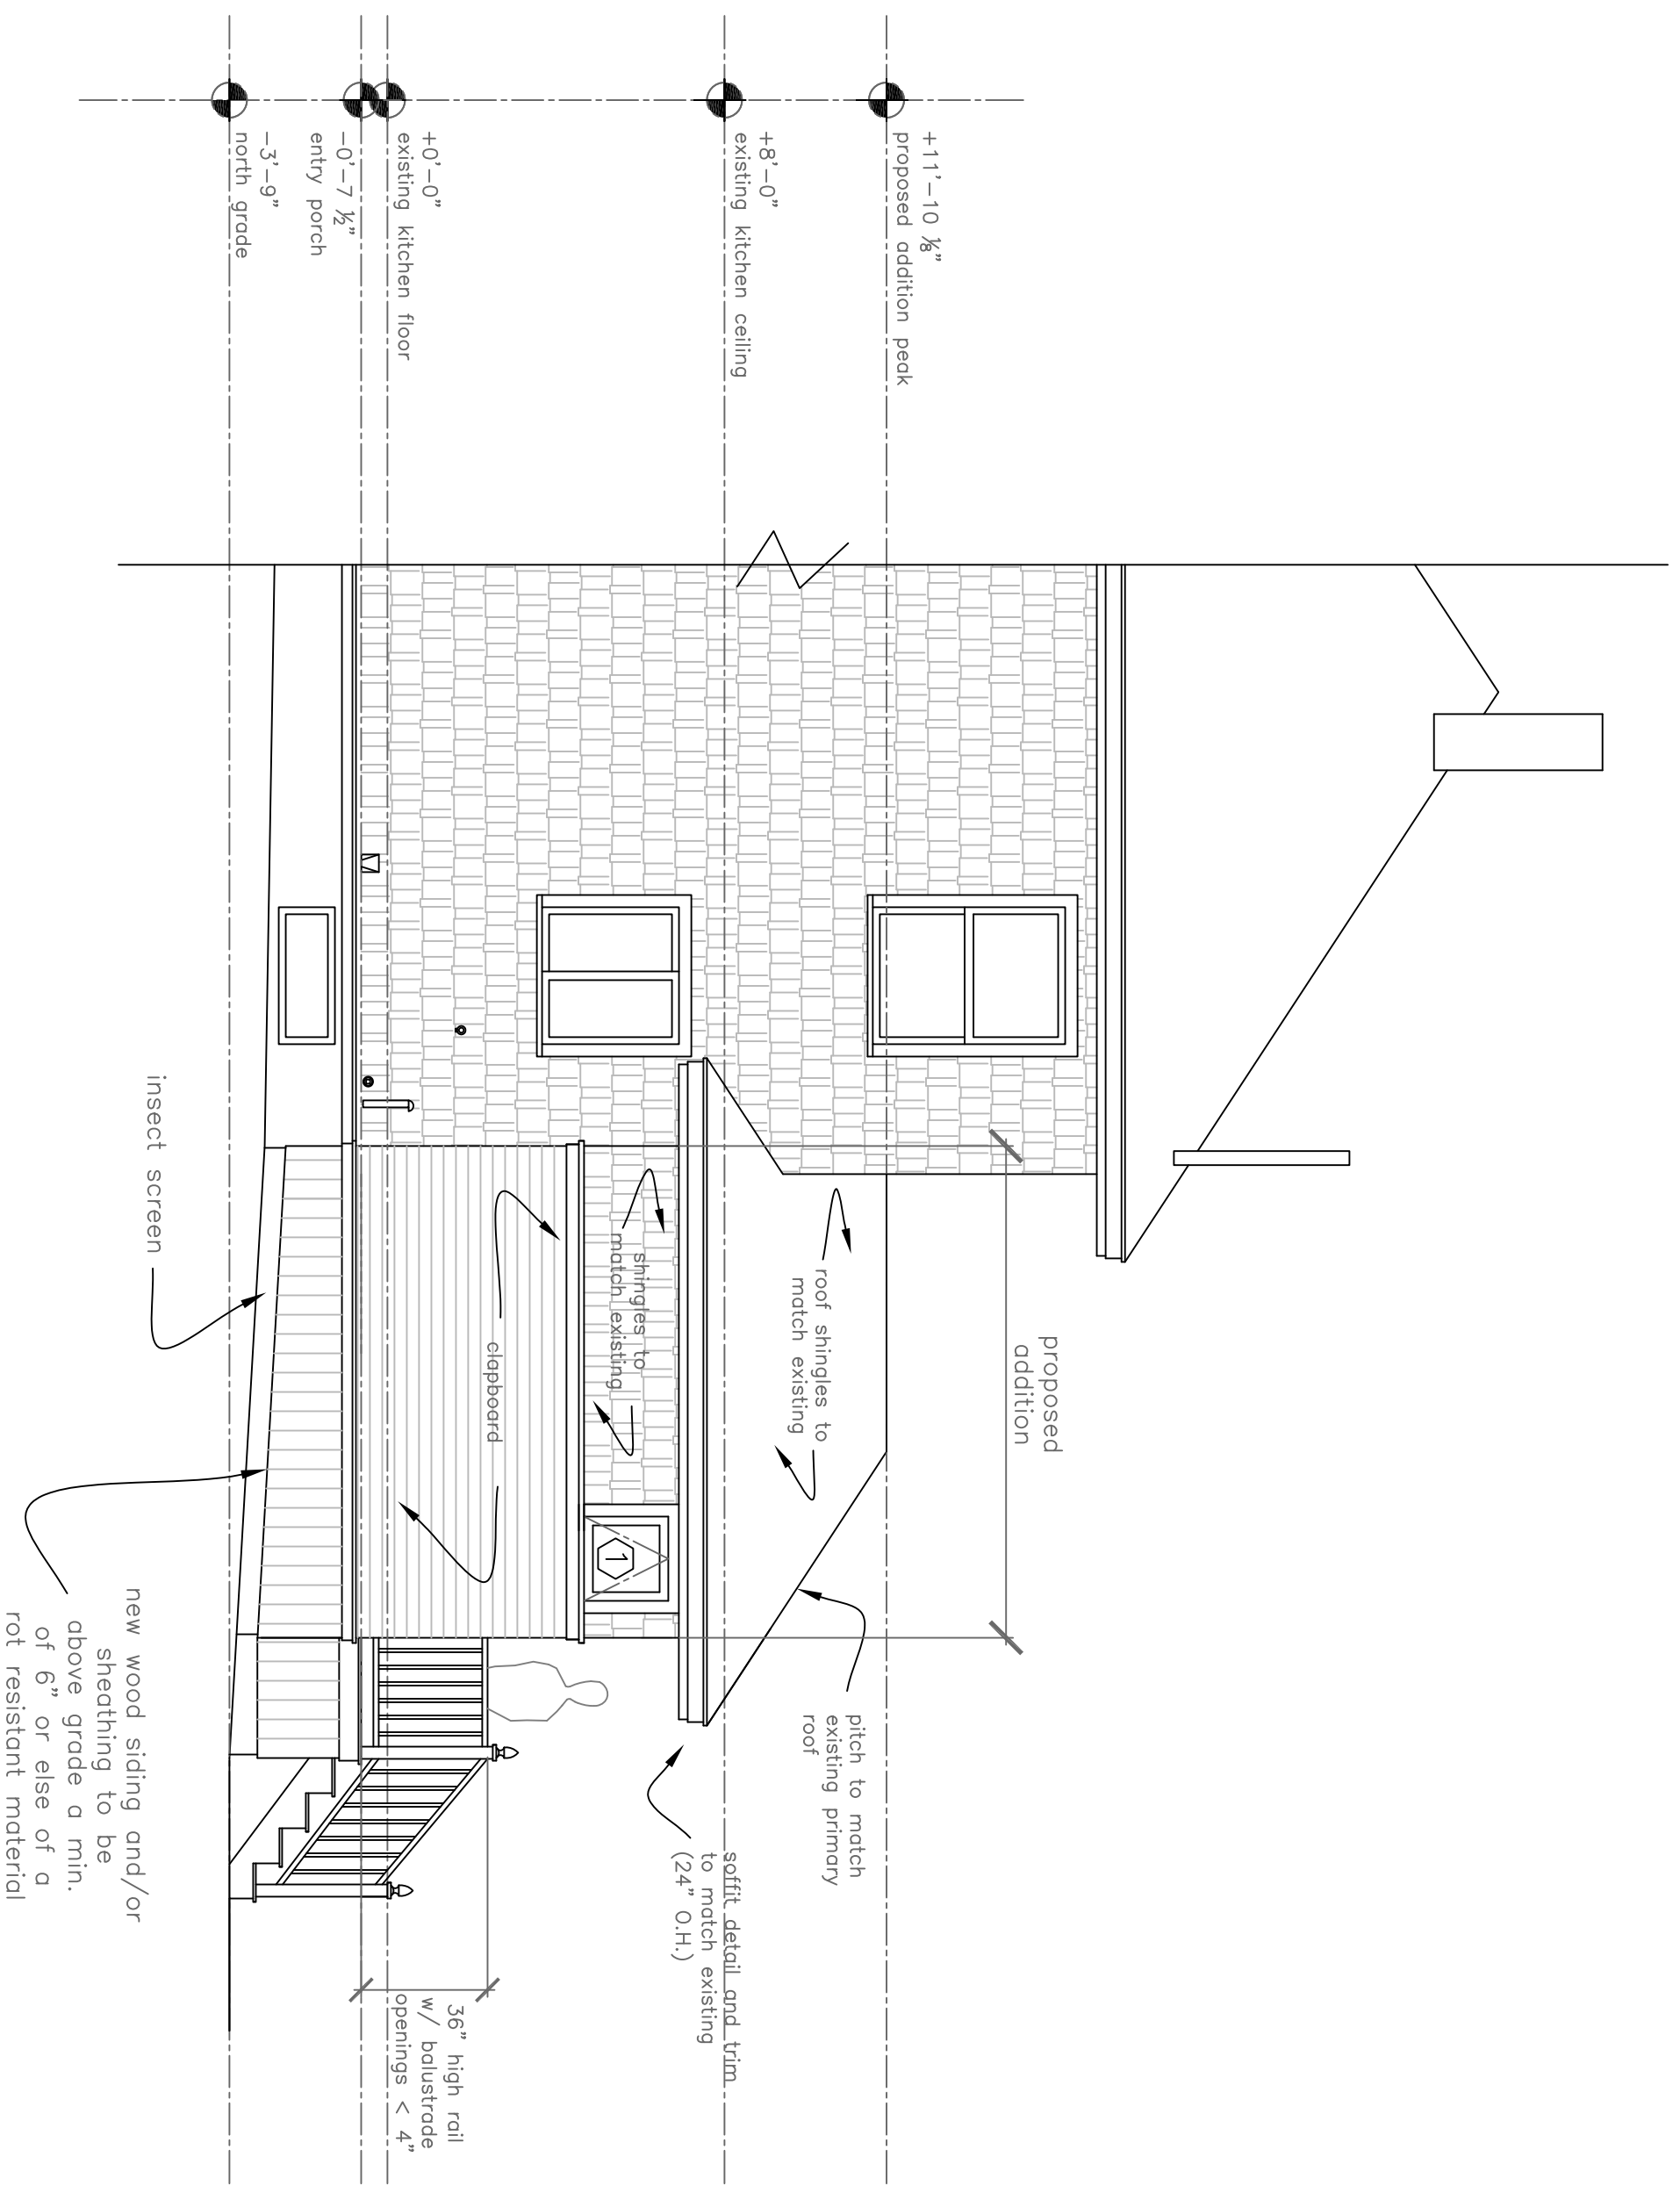 +11'-10 ⅛"
proposed addition peak
+8'-0"
existing kitchen ceiling
+0'-0"
existing kitchen floor
-0'-7 ½"
entry porch
-3'-9"
north grade
proposed
addition
roof shingles to
match existing
shingles to
match existing
clapboard
1
insect screen
pitch to match
existing primary
roof
soffit detail and trim
to match existing
(24" O.H.)
36" high rail
w/ balustrade
openings < 4"
new wood siding and/or
sheathing to be
above grade a min.
of 6" or else of a
rot resistant material